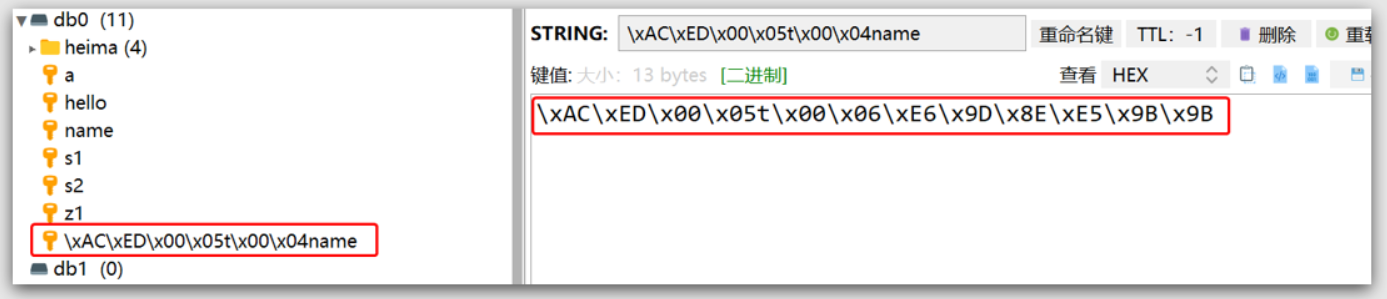 db0 (11)
heima (4)
a
hello
name
s1
s2
z1
\xAC\xED\x00\x05t\x00\x04name
db1 (0)
STRING: \xAC\xED\x00\x05t\x00\x04name 重命名键 TTL: -1 删除
键值: 大小: 13 bytes [二进制] 查看 HEX
\xAC\xED\x00\x05t\x00\x06\xE6\x9D\x8E\xE5\x9B\x9B